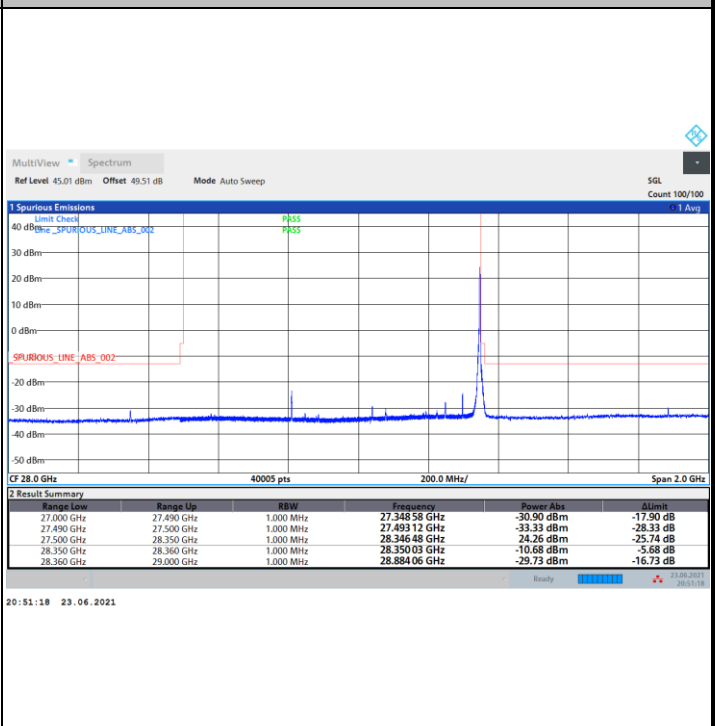 MultiView Spectrum
Ref Level 45.01 dBm Offset 49.51 dB Mode Auto Sweep SGL
Count 100/100
1 Spurious Emissions 1 Avg
Limit Check PASS
40 dBm Line _SPURIOUS_LINE_ABS_002 PASS
30 dBm
20 dBm
10 dBm
0 dBm
_SPURIOUS_LINE_ABS_002
-20 dBm
-30 dBm
-40 dBm
-50 dBm
CF 28.0 GHz 40005 pts 200.0 MHz/ Span 2.0 GHz
2 Result Summary
Range Low Range Up RBW Frequency Power Abs ΔLimit
27.000 GHz 27.490 GHz 1.000 MHz 27.348 58 GHz -30.90 dBm -17.90 dB
27.490 GHz 27.500 GHz 1.000 MHz 27.493 12 GHz -33.33 dBm -28.33 dB
27.500 GHz 28.350 GHz 1.000 MHz 28.346 48 GHz 24.26 dBm -25.74 dB
28.350 GHz 28.360 GHz 1.000 MHz 28.350 03 GHz -10.68 dBm -5.68 dB
28.360 GHz 29.000 GHz 1.000 MHz 28.884 06 GHz -29.73 dBm -16.73 dB
Ready 23.06.2021
20:51:18
20:51:18 23.06.2021